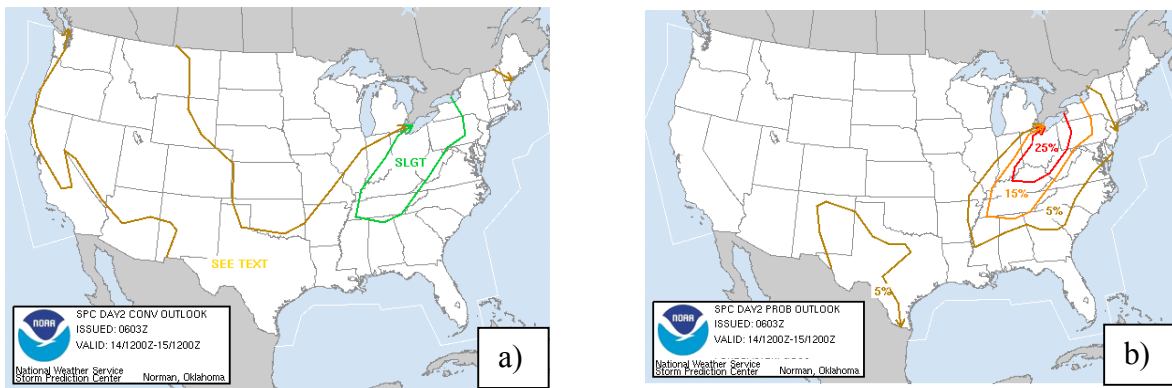 SLGT
SEE TEXT
NOAA
SPC DAY2 CONV OUTLOOK
ISSUED: 0603Z
VALID: 14/1200Z-15/1200Z
National Weather Service
Storm Prediction Center Norman, Oklahoma
a)
25%
15%
5%
5%
NOAA
SPC DAY2 PROB OUTLOOK
ISSUED: 0603Z
VALID: 14/1200Z-15/1200Z
National Weather Service
Storm Prediction Center Norman, Oklahoma
b)